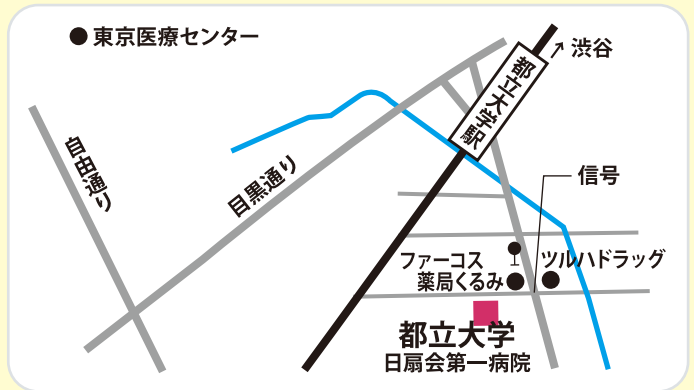 東京医療センター
渋谷
都立大学駅
自由通り
目黒通り
信号
ファーコス
薬局くるみ
ツルハドラッグ
都立大学
日扇会第一病院